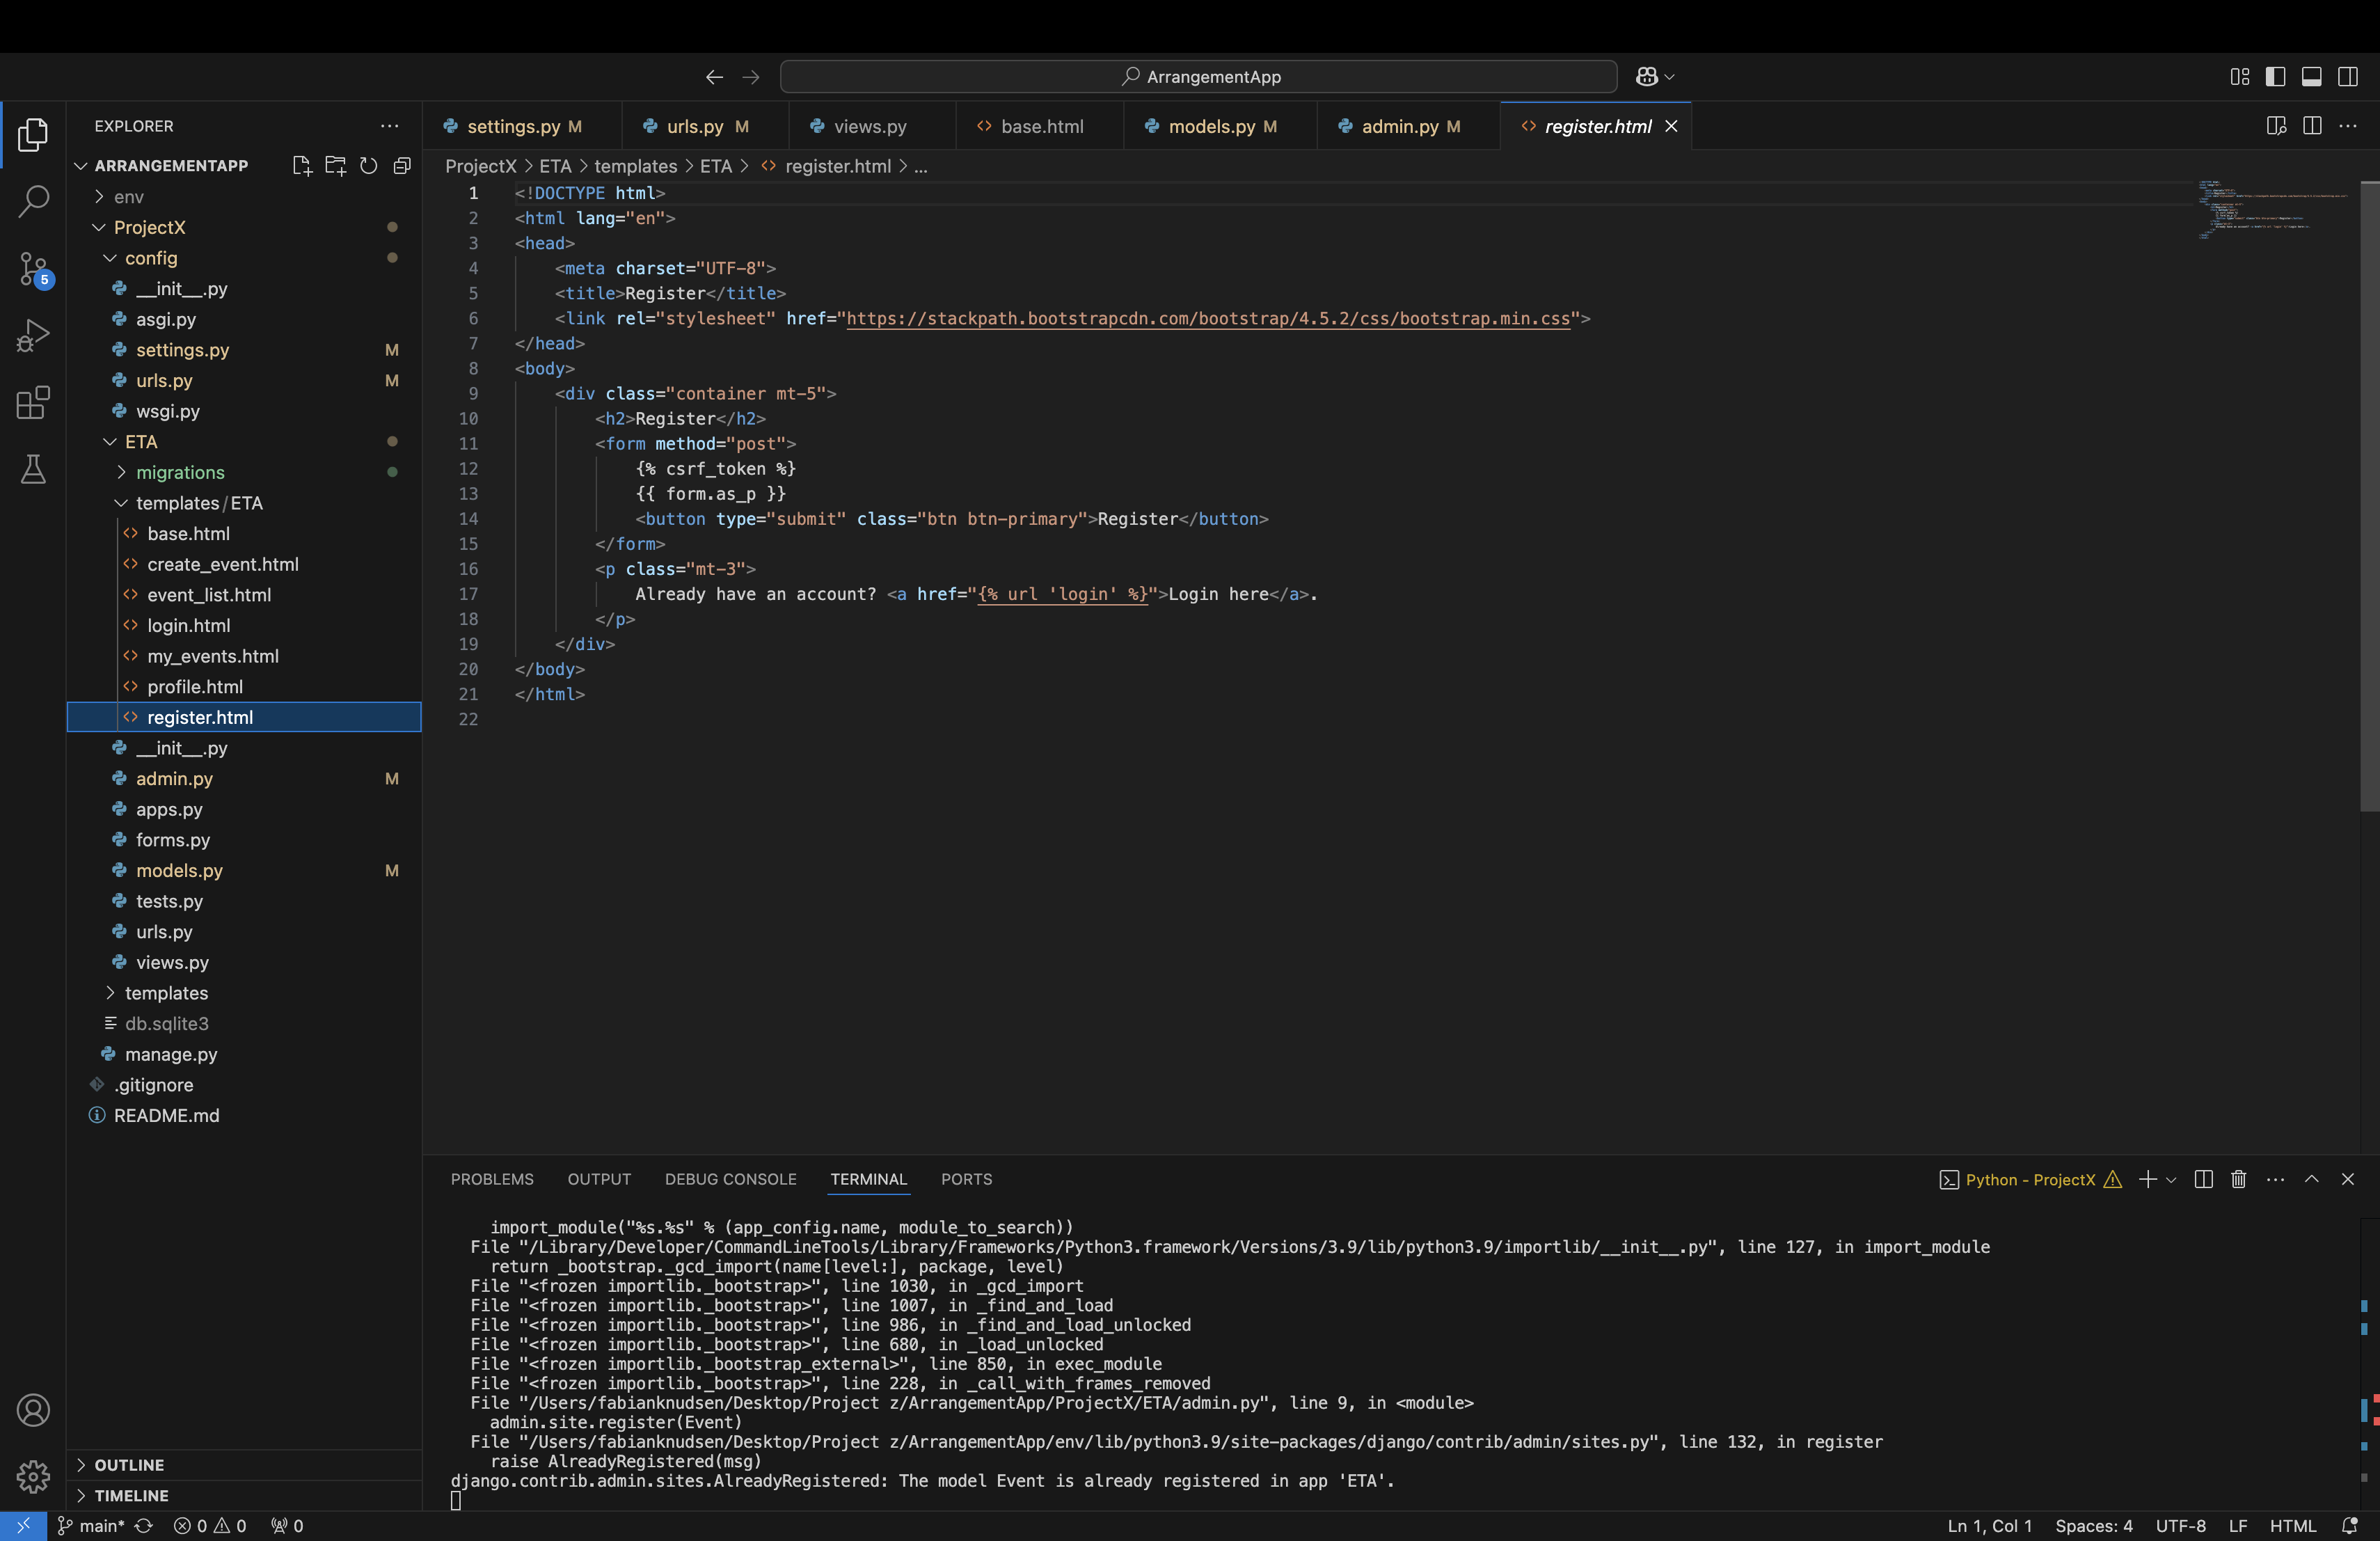 ArrangementApp
EXPLORER
ARRANGEMENTAPP
env
ProjectX
config
__init__.py
asgi.py
settings.py M
urls.py M
wsgi.py
ETA
migrations
templates/ETA
base.html
create_event.html
event_list.html
login.html
my_events.html
profile.html
register.html
__init__.py
admin.py M
apps.py
forms.py
models.py M
tests.py
urls.py
views.py
templates
db.sqlite3
manage.py
.gitignore
README.md
OUTLINE
TIMELINE
5
settings.py M urls.py M views.py base.html models.py M admin.py M register.html
ProjectX > ETA > templates > ETA > register.html > ...
1 <!DOCTYPE html>
2 <html lang="en">
3 <head>
4 <meta charset="UTF-8">
5 <title>Register</title>
6 <link rel="stylesheet" href="https://stackpath.bootstrapcdn.com/bootstrap/4.5.2/css/bootstrap.min.css">
7 </head>
8 <body>
9 <div class="container mt-5">
10 <h2>Register</h2>
11 <form method="post">
12 {% csrf_token %}
13 {{ form.as_p }}
14 <button type="submit" class="btn btn-primary">Register</button>
15 </form>
16 <p class="mt-3">
17 Already have an account? <a href="{% url 'login' %}">Login here</a>.
18 </p>
19 </div>
20 </body>
21 </html>
22
PROBLEMS OUTPUT DEBUG CONSOLE TERMINAL PORTS
Python - ProjectX
import_module("%s.%s" % (app_config.name, module_to_search))
File "/Library/Developer/CommandLineTools/Library/Frameworks/Python3.framework/Versions/3.9/lib/python3.9/importlib/__init__.py", line 127, in import_module
return _bootstrap._gcd_import(name[level:], package, level)
File "<frozen importlib._bootstrap>", line 1030, in _gcd_import
File "<frozen importlib._bootstrap>", line 1007, in _find_and_load
File "<frozen importlib._bootstrap>", line 986, in _find_and_load_unlocked
File "<frozen importlib._bootstrap>", line 680, in _load_unlocked
File "<frozen importlib._bootstrap_external>", line 850, in exec_module
File "<frozen importlib._bootstrap>", line 228, in _call_with_frames_removed
File "/Users/fabianknudsen/Desktop/Project z/ArrangementApp/ProjectX/ETA/admin.py", line 9, in <module>
admin.site.register(Event)
File "/Users/fabianknudsen/Desktop/Project z/ArrangementApp/env/lib/python3.9/site-packages/django/contrib/admin/sites.py", line 132, in register
raise AlreadyRegistered(msg)
django.contrib.admin.sites.AlreadyRegistered: The model Event is already registered in app 'ETA'.
main* 0 0 0
Ln 1, Col 1 Spaces: 4 UTF-8 LF HTML